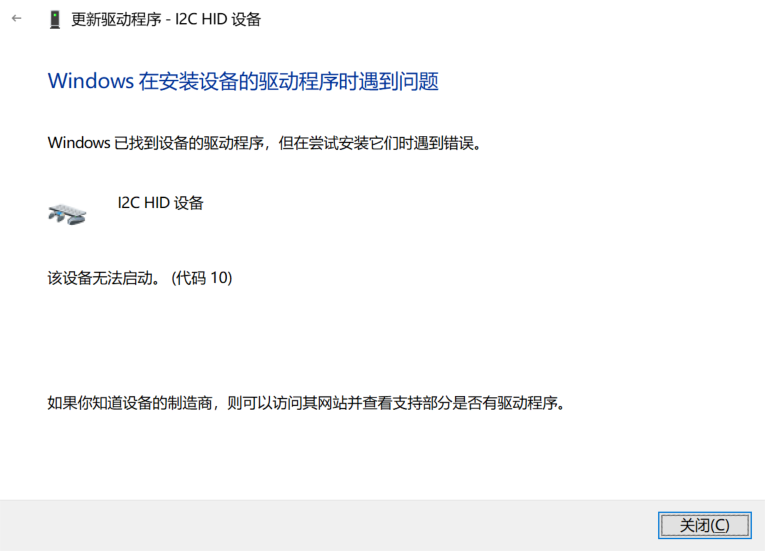 更新驱动程序 - I2C HID 设备
Windows 在安装设备的驱动程序时遇到问题
Windows 已找到设备的驱动程序，但在尝试安装它们时遇到错误。
I2C HID 设备
该设备无法启动。 (代码 10)
如果你知道设备的制造商，则可以访问其网站并查看支持部分是否有驱动程序。
关闭(C)